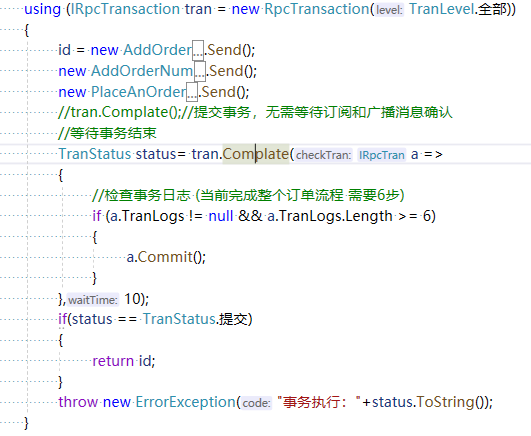 using (IRpcTransaction tran = new RpcTransaction(level: TranLevel.全部))
{
id = new AddOrder....Send();
new AddOrderNum....Send();
new PlaceAnOrder....Send();
//tran.Complate();//提交事务，无需等待订阅和广播消息确认
//等待事务结束
TranStatus status= tran.Complate(checkTran: IRpcTran a =>
{
//检查事务日志 (当前完成整个订单流程 需要6步)
if (a.TranLogs != null && a.TranLogs.Length >= 6)
{
a.Commit();
}
},waitTime: 10);
if(status == TranStatus.提交)
{
return id;
}
throw new ErrorException(code: "事务执行："+status.ToString());
}